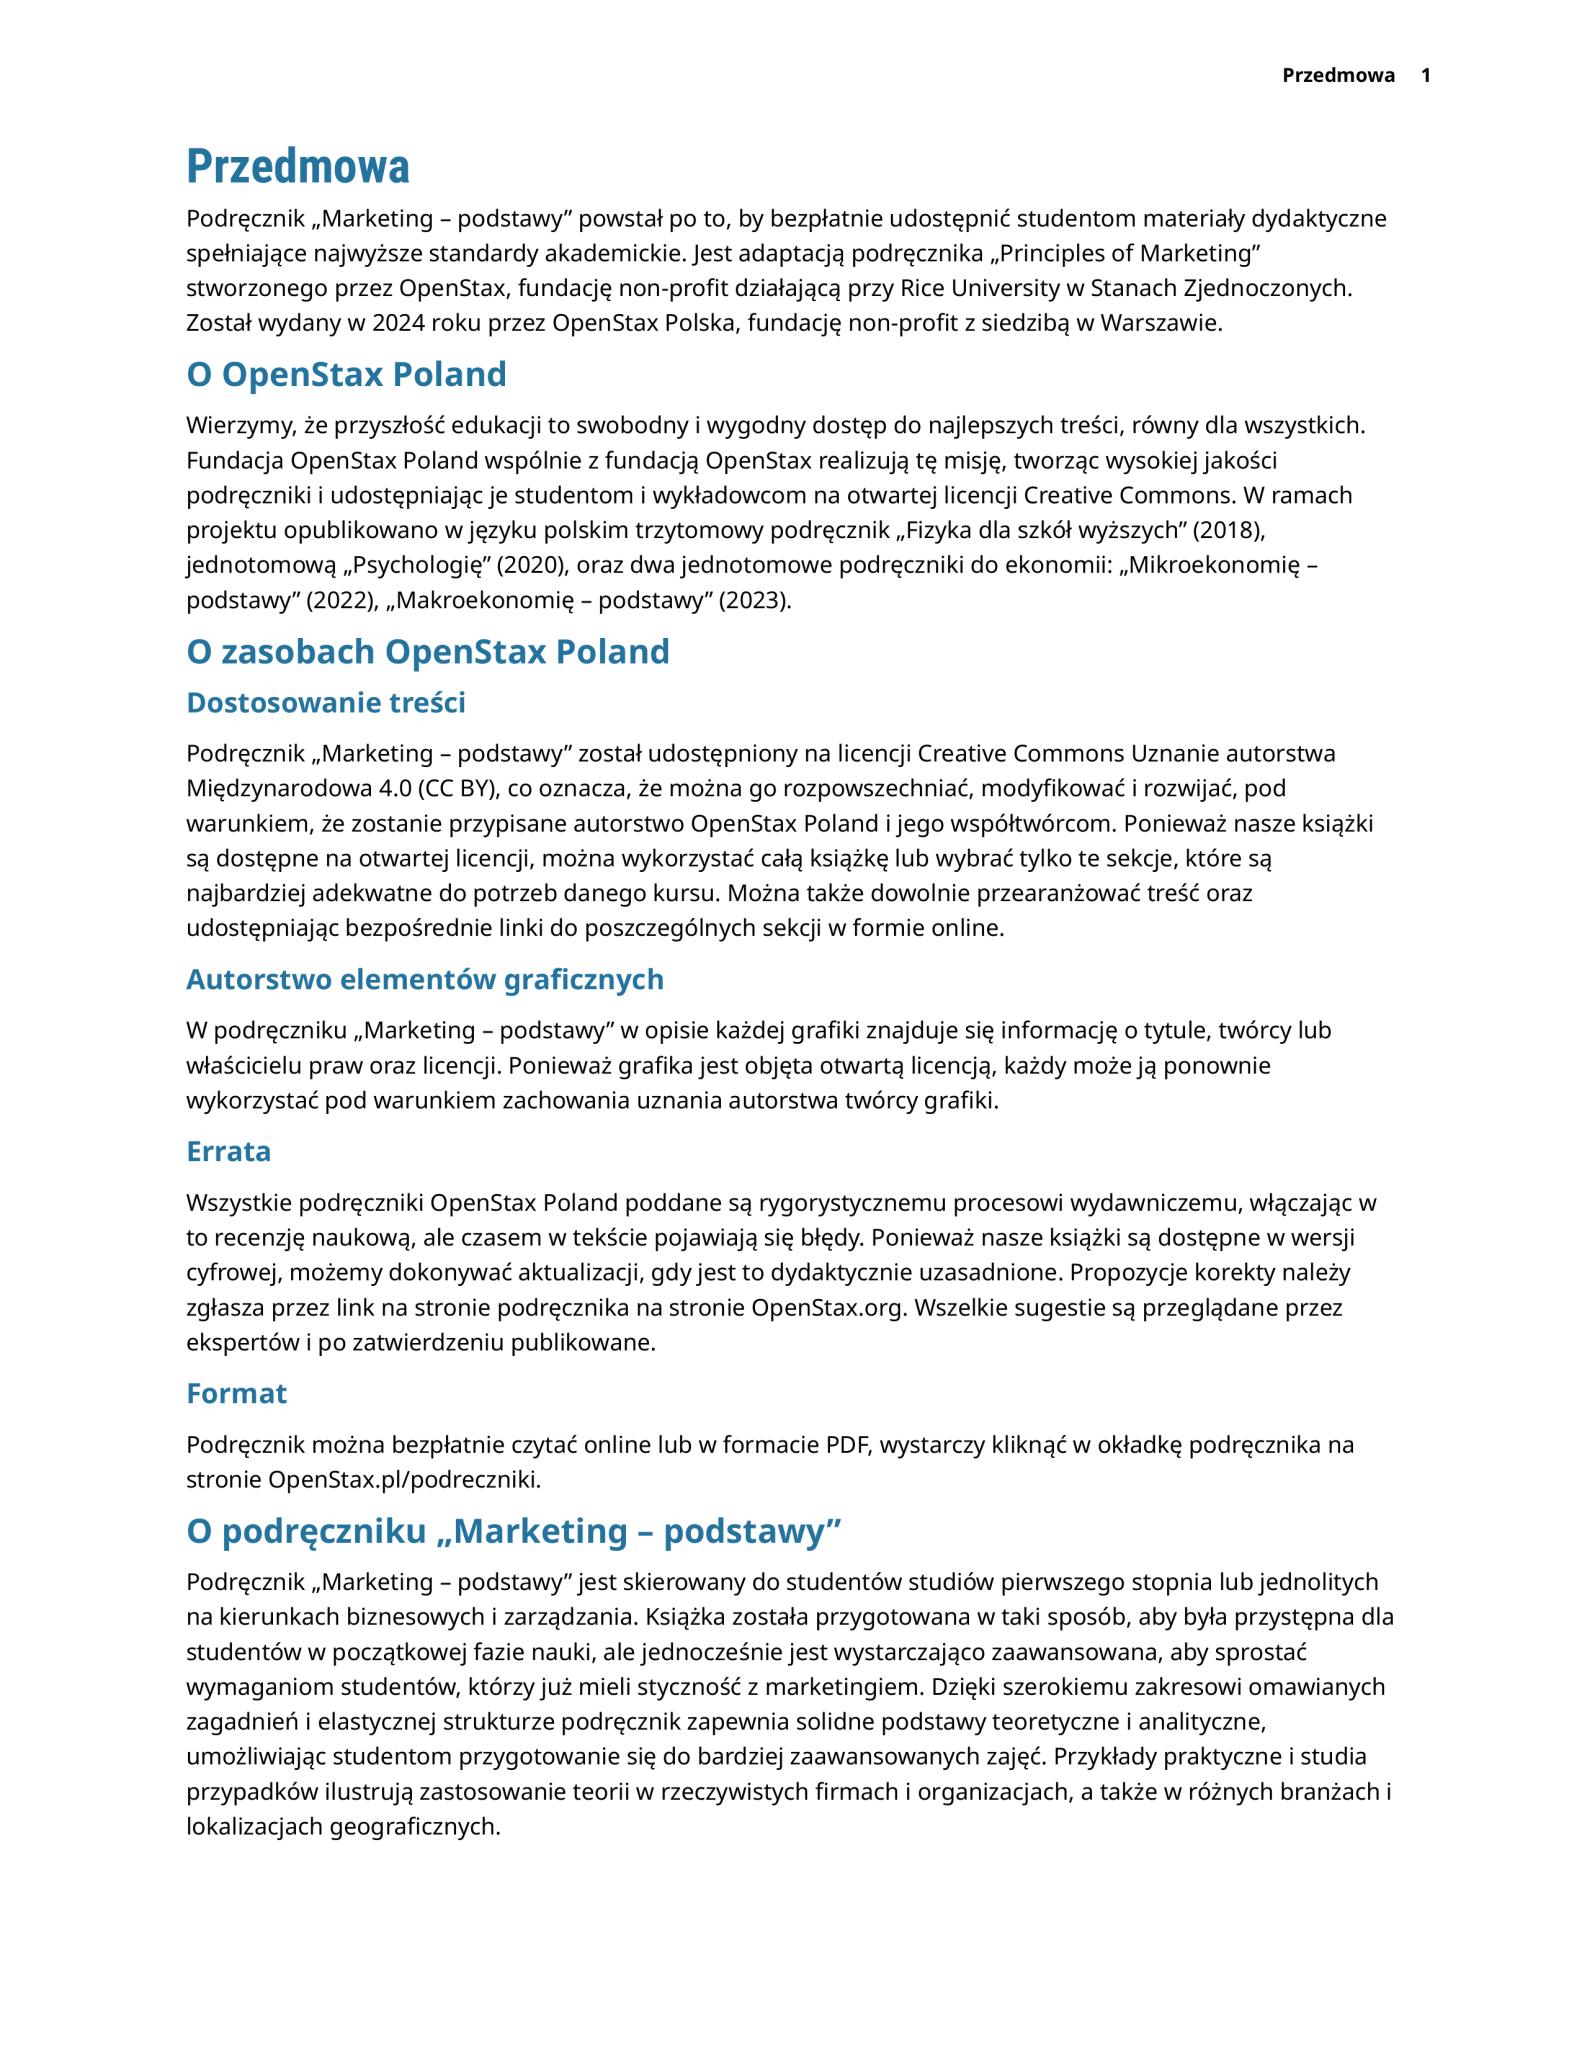 Przedmowa 1
Przedmowa
Podręcznik „Marketing – podstawy” powstał po to, by bezpłatnie udostępnić studentom materiały dydaktyczne
spełniające najwyższe standardy akademickie. Jest adaptacją podręcznika „Principles of Marketing”
stworzonego przez OpenStax, fundację non-profit działającą przy Rice University w Stanach Zjednoczonych.
Został wydany w 2024 roku przez OpenStax Polska, fundację non-profit z siedzibą w Warszawie.
O OpenStax Poland
Wierzymy, że przyszłość edukacji to swobodny i wygodny dostęp do najlepszych treści, równy dla wszystkich.
Fundacja OpenStax Poland wspólnie z fundacją OpenStax realizują tę misję, tworząc wysokiej jakości
podręczniki i udostępniając je studentom i wykładowcom na otwartej licencji Creative Commons. W ramach
projektu opublikowano w języku polskim trzytomowy podręcznik „Fizyka dla szkół wyższych” (2018),
jednotomową „Psychologię” (2020), oraz dwa jednotomowe podręczniki do ekonomii: „Mikroekonomię –
podstawy” (2022), „Makroekonomię – podstawy” (2023).
O zasobach OpenStax Poland
Dostosowanie treści
Podręcznik „Marketing – podstawy” został udostępniony na licencji Creative Commons Uznanie autorstwa
Międzynarodowa 4.0 (CC BY), co oznacza, że można go rozpowszechniać, modyfikować i rozwijać, pod
warunkiem, że zostanie przypisane autorstwo OpenStax Poland i jego współtwórcom. Ponieważ nasze książki
są dostępne na otwartej licencji, można wykorzystać całą książkę lub wybrać tylko te sekcje, które są
najbardziej adekwatne do potrzeb danego kursu. Można także dowolnie przearanżować treść oraz
udostępniając bezpośrednie linki do poszczególnych sekcji w formie online.
Autorstwo elementów graficznych
W podręczniku „Marketing – podstawy” w opisie każdej grafiki znajduje się informację o tytule, twórcy lub
właścicielu praw oraz licencji. Ponieważ grafika jest objęta otwartą licencją, każdy może ją ponownie
wykorzystać pod warunkiem zachowania uznania autorstwa twórcy grafiki.
Errata
Wszystkie podręczniki OpenStax Poland poddane są rygorystycznemu procesowi wydawniczemu, włączając w
to recenzję naukową, ale czasem w tekście pojawiają się błędy. Ponieważ nasze książki są dostępne w wersji
cyfrowej, możemy dokonywać aktualizacji, gdy jest to dydaktycznie uzasadnione. Propozycje korekty należy
zgłasza przez link na stronie podręcznika na stronie OpenStax.org. Wszelkie sugestie są przeglądane przez
ekspertów i po zatwierdzeniu publikowane.
Format
Podręcznik można bezpłatnie czytać online lub w formacie PDF, wystarczy kliknąć w okładkę podręcznika na
stronie OpenStax.pl/podreczniki.
O podręczniku „Marketing – podstawy”
Podręcznik „Marketing – podstawy” jest skierowany do studentów studiów pierwszego stopnia lub jednolitych
na kierunkach biznesowych i zarządzania. Książka została przygotowana w taki sposób, aby była przystępna dla
studentów w początkowej fazie nauki, ale jednocześnie jest wystarczająco zaawansowana, aby sprostać
wymaganiom studentów, którzy już mieli styczność z marketingiem. Dzięki szerokiemu zakresowi omawianych
zagadnień i elastycznej strukturze podręcznik zapewnia solidne podstawy teoretyczne i analityczne,
umożliwiając studentom przygotowanie się do bardziej zaawansowanych zajęć. Przykłady praktyczne i studia
przypadków ilustrują zastosowanie teorii w rzeczywistych firmach i organizacjach, a także w różnych branżach i
lokalizacjach geograficznych.